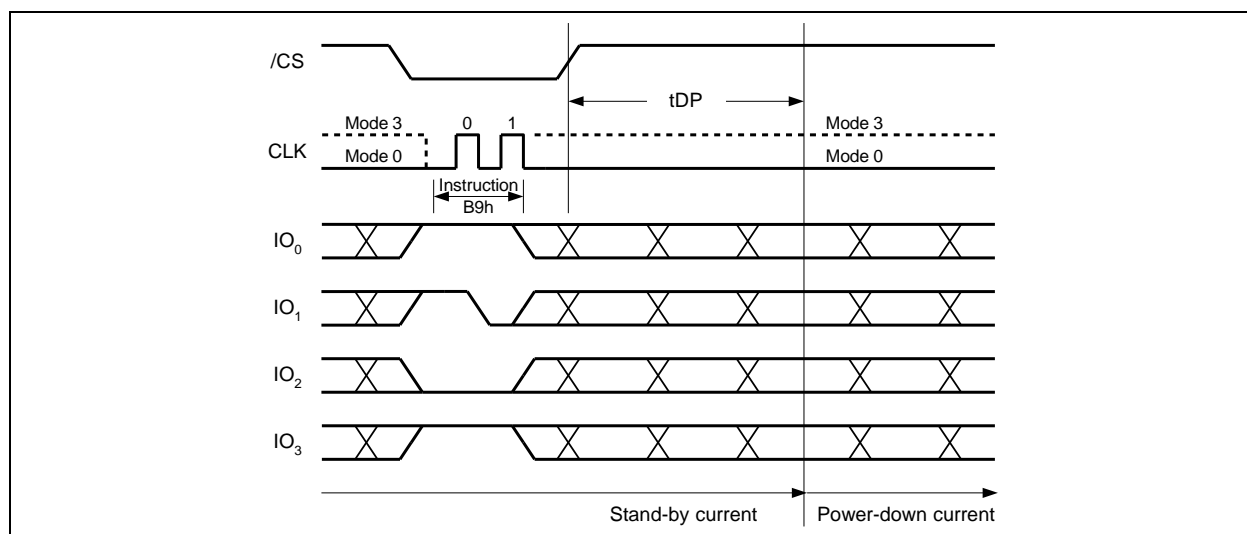 /CS
tDP
Mode 3 0 1 Mode 3
CLK
Mode 0 Mode 0
Instruction
B9h
IO0
IO1
IO2
IO3
Stand-by current Power-down current